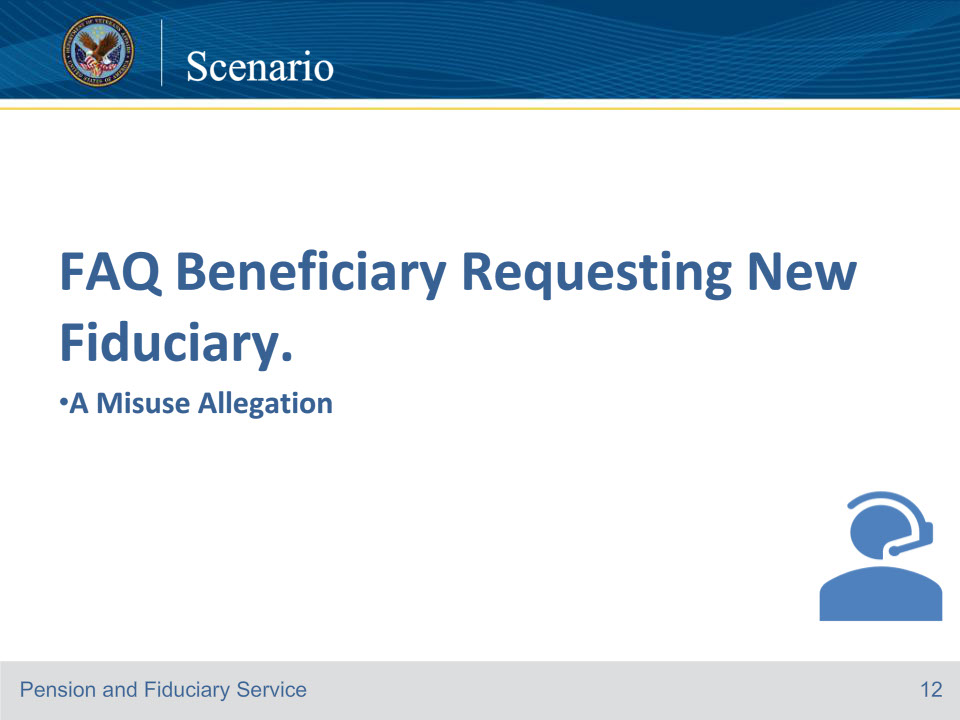 Scenario
FAQ Beneficiary Requesting New
Fiduciary.
•A Misuse Allegation
Pension and Fiduciary Service
12